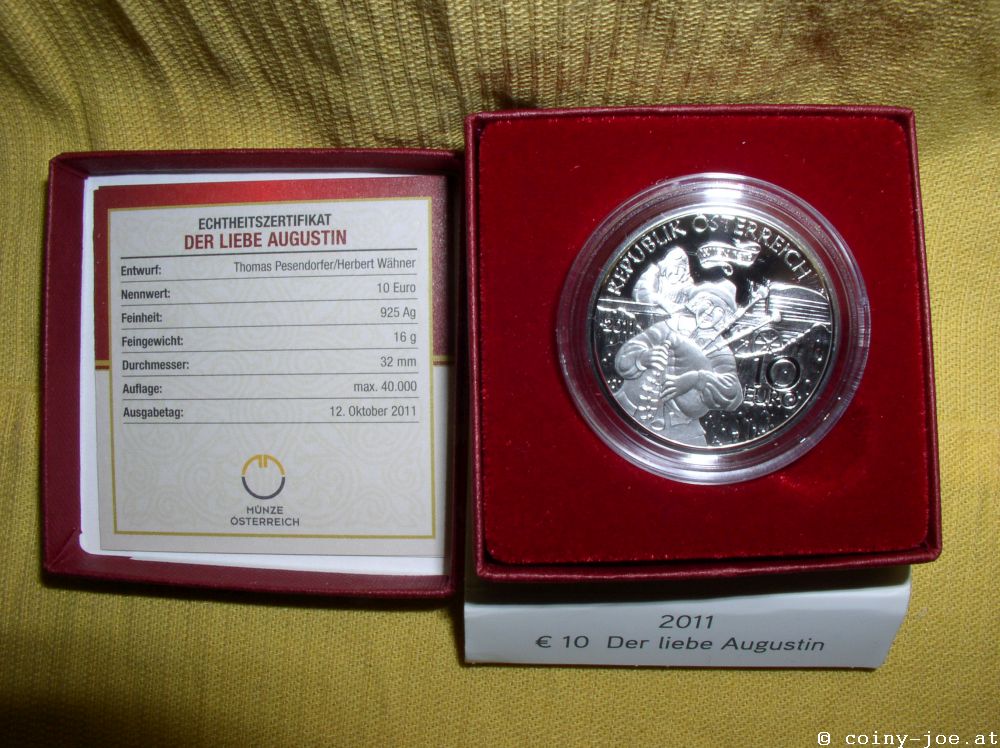 ECHTHEITSZERTIFIKAT
DER LIEBE AUGUSTIN
Entwurf: Thomas Pesendorfer/Herbert Wähner
Nennwert: 10 Euro
Feinheit: 925 Ag
Feingewicht: 16 g
Durchmesser: 32 mm
Auflage: max. 40.000
Ausgabetag: 12. Oktober 2011
MÜNZE
ÖSTERREICH
REPUBLIK ÖSTERREICH
2011
10
EURO
2011
€ 10 Der liebe Augustin
© coiny-joe.at